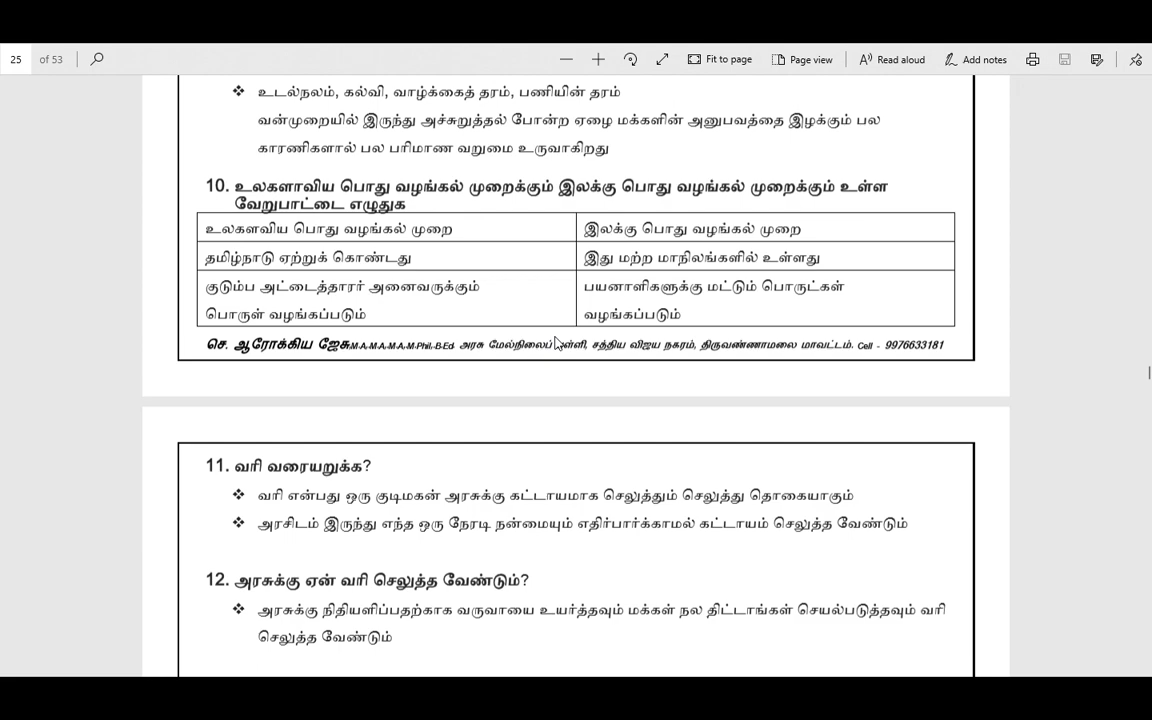 25 of 53 Fit to page Page view Read aloud Add notes
❖ உடல்நலம், கல்வி, வாழ்க்கைத் தரம், பணியின் தரம்
வன்முறையில் இருந்து அச்சுறுத்தல் போன்ற ஏழை மக்களின் அனுபவத்தை இழக்கும் பல
காரணிகளால் பல பரிமாண வறுமை உருவாகிறது
10. உலகளாவிய பொது வழங்கல் முறைக்கும் இலக்கு பொது வழங்கல் முறைக்கும் உள்ள
வேறுபாட்டை எழுதுக
உலகளவிய பொது வழங்கல் முறை இலக்கு பொது வழங்கல் முறை
தமிழ்நாடு ஏற்றுக் கொண்டது இது மற்ற மாநிலங்களில் உள்ளது
குடும்ப அட்டைத்தாரர் அனைவருக்கும் பயனாளிகளுக்கு மட்டும் பொருட்கள்
பொருள் வழங்கப்படும் வழங்கப்படும்
செ. ஆரோக்கிய ஜேசு M.A,M.A,M.A,M.Phil,.B.Ed. அரசு மேல்நிலைப் பள்ளி, சத்திய விஜய நகரம், திருவண்ணாமலை மாவட்டம். Cell - 9976633181
11. வரி வரையறுக்க?
❖ வரி என்பது ஒரு குடிமகன் அரசுக்கு கட்டாயமாக செலுத்தும் செலுத்து தொகையாகும்
❖ அரசிடம் இருந்து எந்த ஒரு நேரடி நன்மையும் எதிர்பார்க்காமல் கட்டாயம் செலுத்த வேண்டும்
12. அரசுக்கு ஏன் வரி செலுத்த வேண்டும்?
❖ அரசுக்கு நிதியளிப்பதற்காக வருவாயை உயர்த்தவும் மக்கள் நல திட்டாங்கள் செயல்படுத்தவும் வரி
செலுத்த வேண்டும்